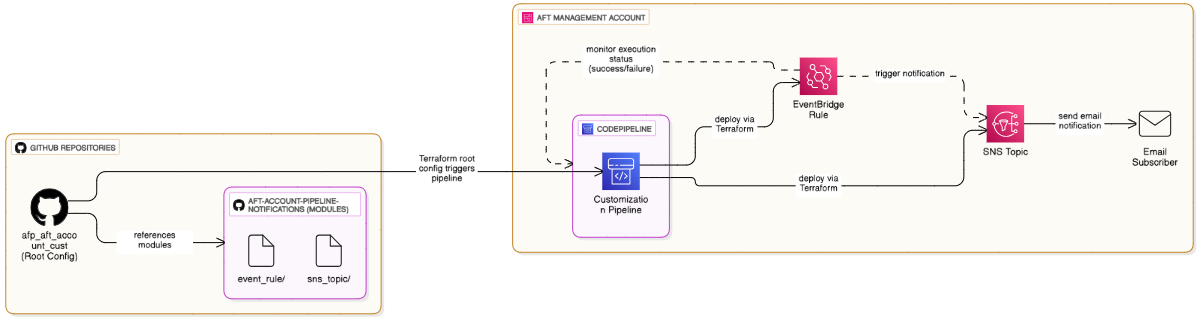 AFT MANAGEMENT ACCOUNT
monitor execution
status
(success/failure)
trigger notification
EventBridge
Rule
deploy via
Terraform
CODEPIPELINE
send email
notification
SNS Topic
Email
Subscriber
GITHUB REPOSITORIES
Terraform root
config triggers
pipeline
deploy via
Terraform
Customizatio
n Pipeline
AFT-ACCOUNT-PIPELINE-
NOTIFICATIONS (MODULES)
afp_aft_acco
unt_cust
(Root Config)
references
modules
event_rule/
sns_topic/